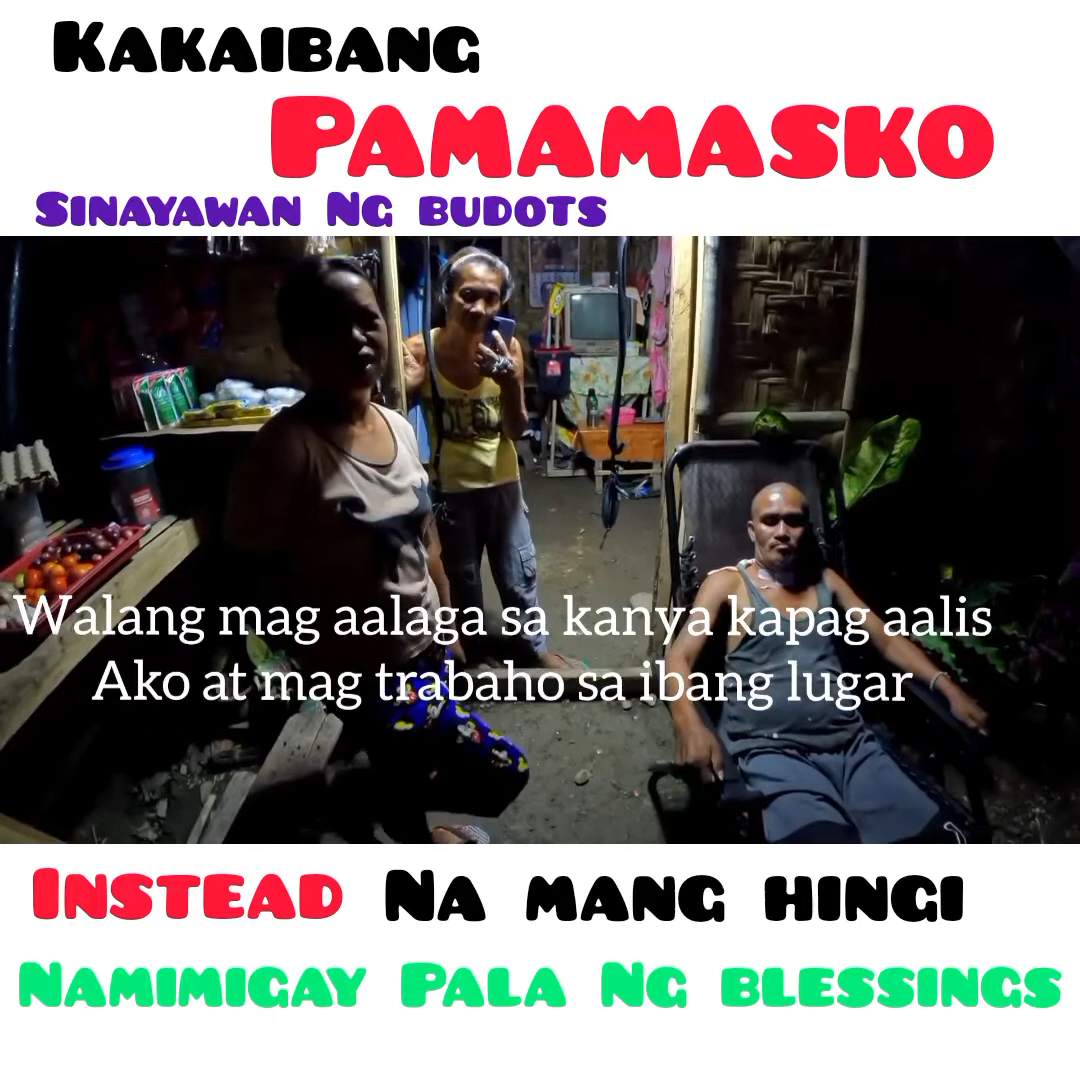 KAKAIBANG
PAMAMASKO
SINAYAWAN NG BUDOTS
Walang mag aalaga sa kanya kapag aalis
Ako at mag trabaho sa ibang lugar
INSTEAD NA MANG HINGI
NAMIMIGAY PALA NG BLESSINGS